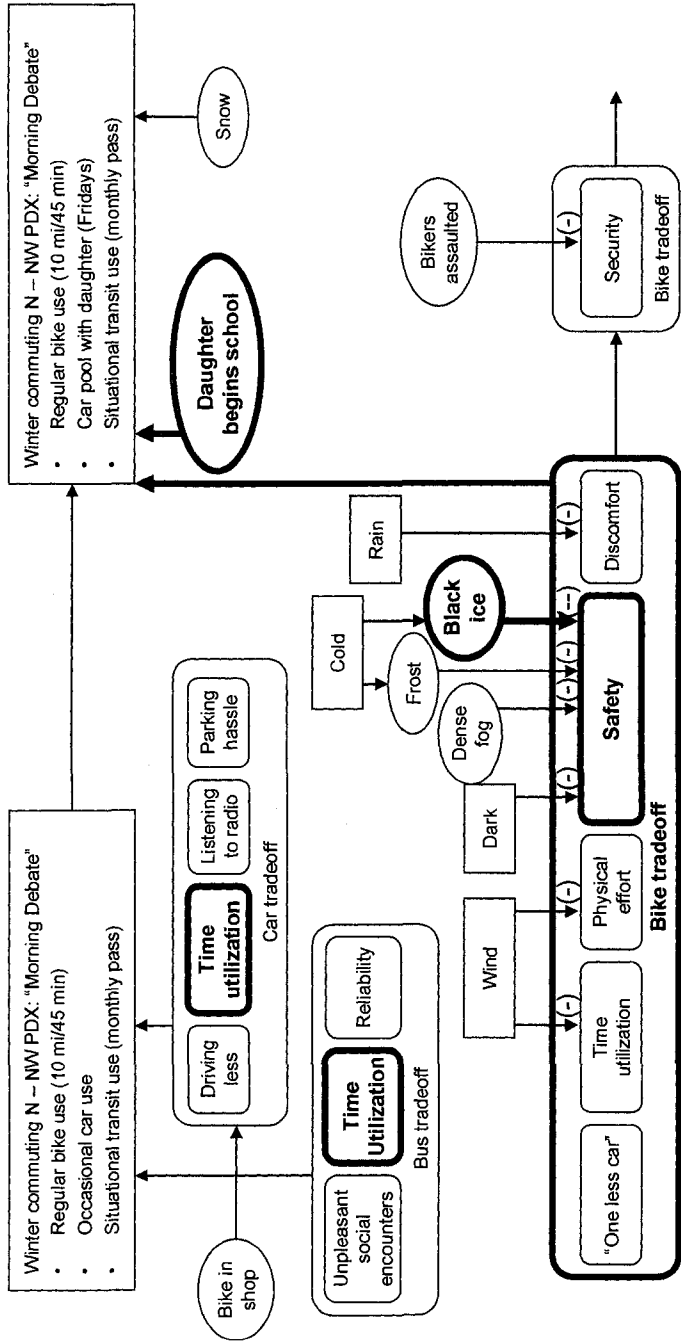 Winter commuting N – NW PDX: “Morning Debate”
• Regular bike use (10 mi/45 min)
• Occasional car use
• Situational transit use (monthly pass)
Winter commuting N – NW PDX: “Morning Debate”
• Regular bike use (10 mi/45 min)
• Car pool with daughter (Fridays)
• Situational transit use (monthly pass)
Bike in
shop
Driving
less
Time
utilization
Listening
to radio
Parking
hassle
Car tradeoff
Daughter
begins school
Snow
Unpleasant
social
encounters
Time
Utilization
Reliability
Bus tradeoff
Wind
Dark
Dense
fog
Cold
Frost
Black
ice
Rain
Bikers
assaulted
(-)
(-)
(-)
(-)
(-)
(--)
(-)
(-)
“One less car”
Time
utilization
Physical
effort
Safety
Discomfort
Bike tradeoff
Security
Bike tradeoff